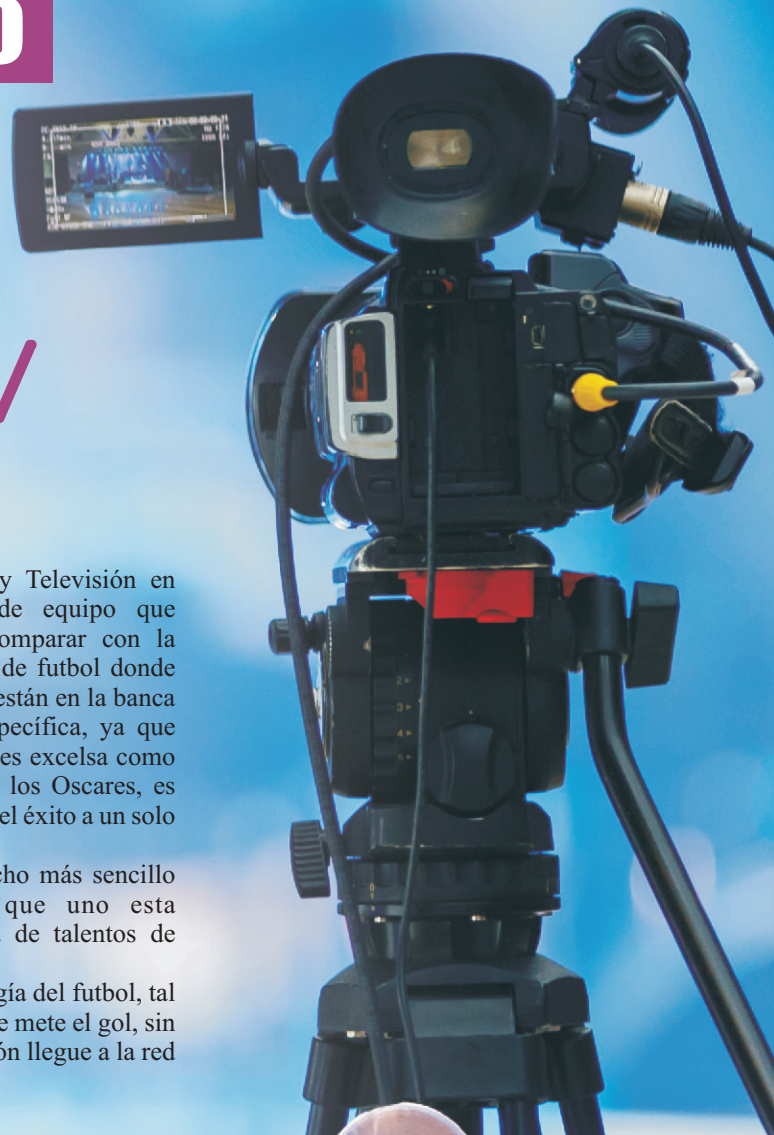 O
/
y Televisión en
de equipo que
omparar con la
de futbol donde
están en la banca
pecífica, ya que
es excelsa como
los Oscares, es
el éxito a un solo
cho más sencillo
que uno esta
de talentos de
gía del futbol, tal
e mete el gol, sin
ón llegue a la red